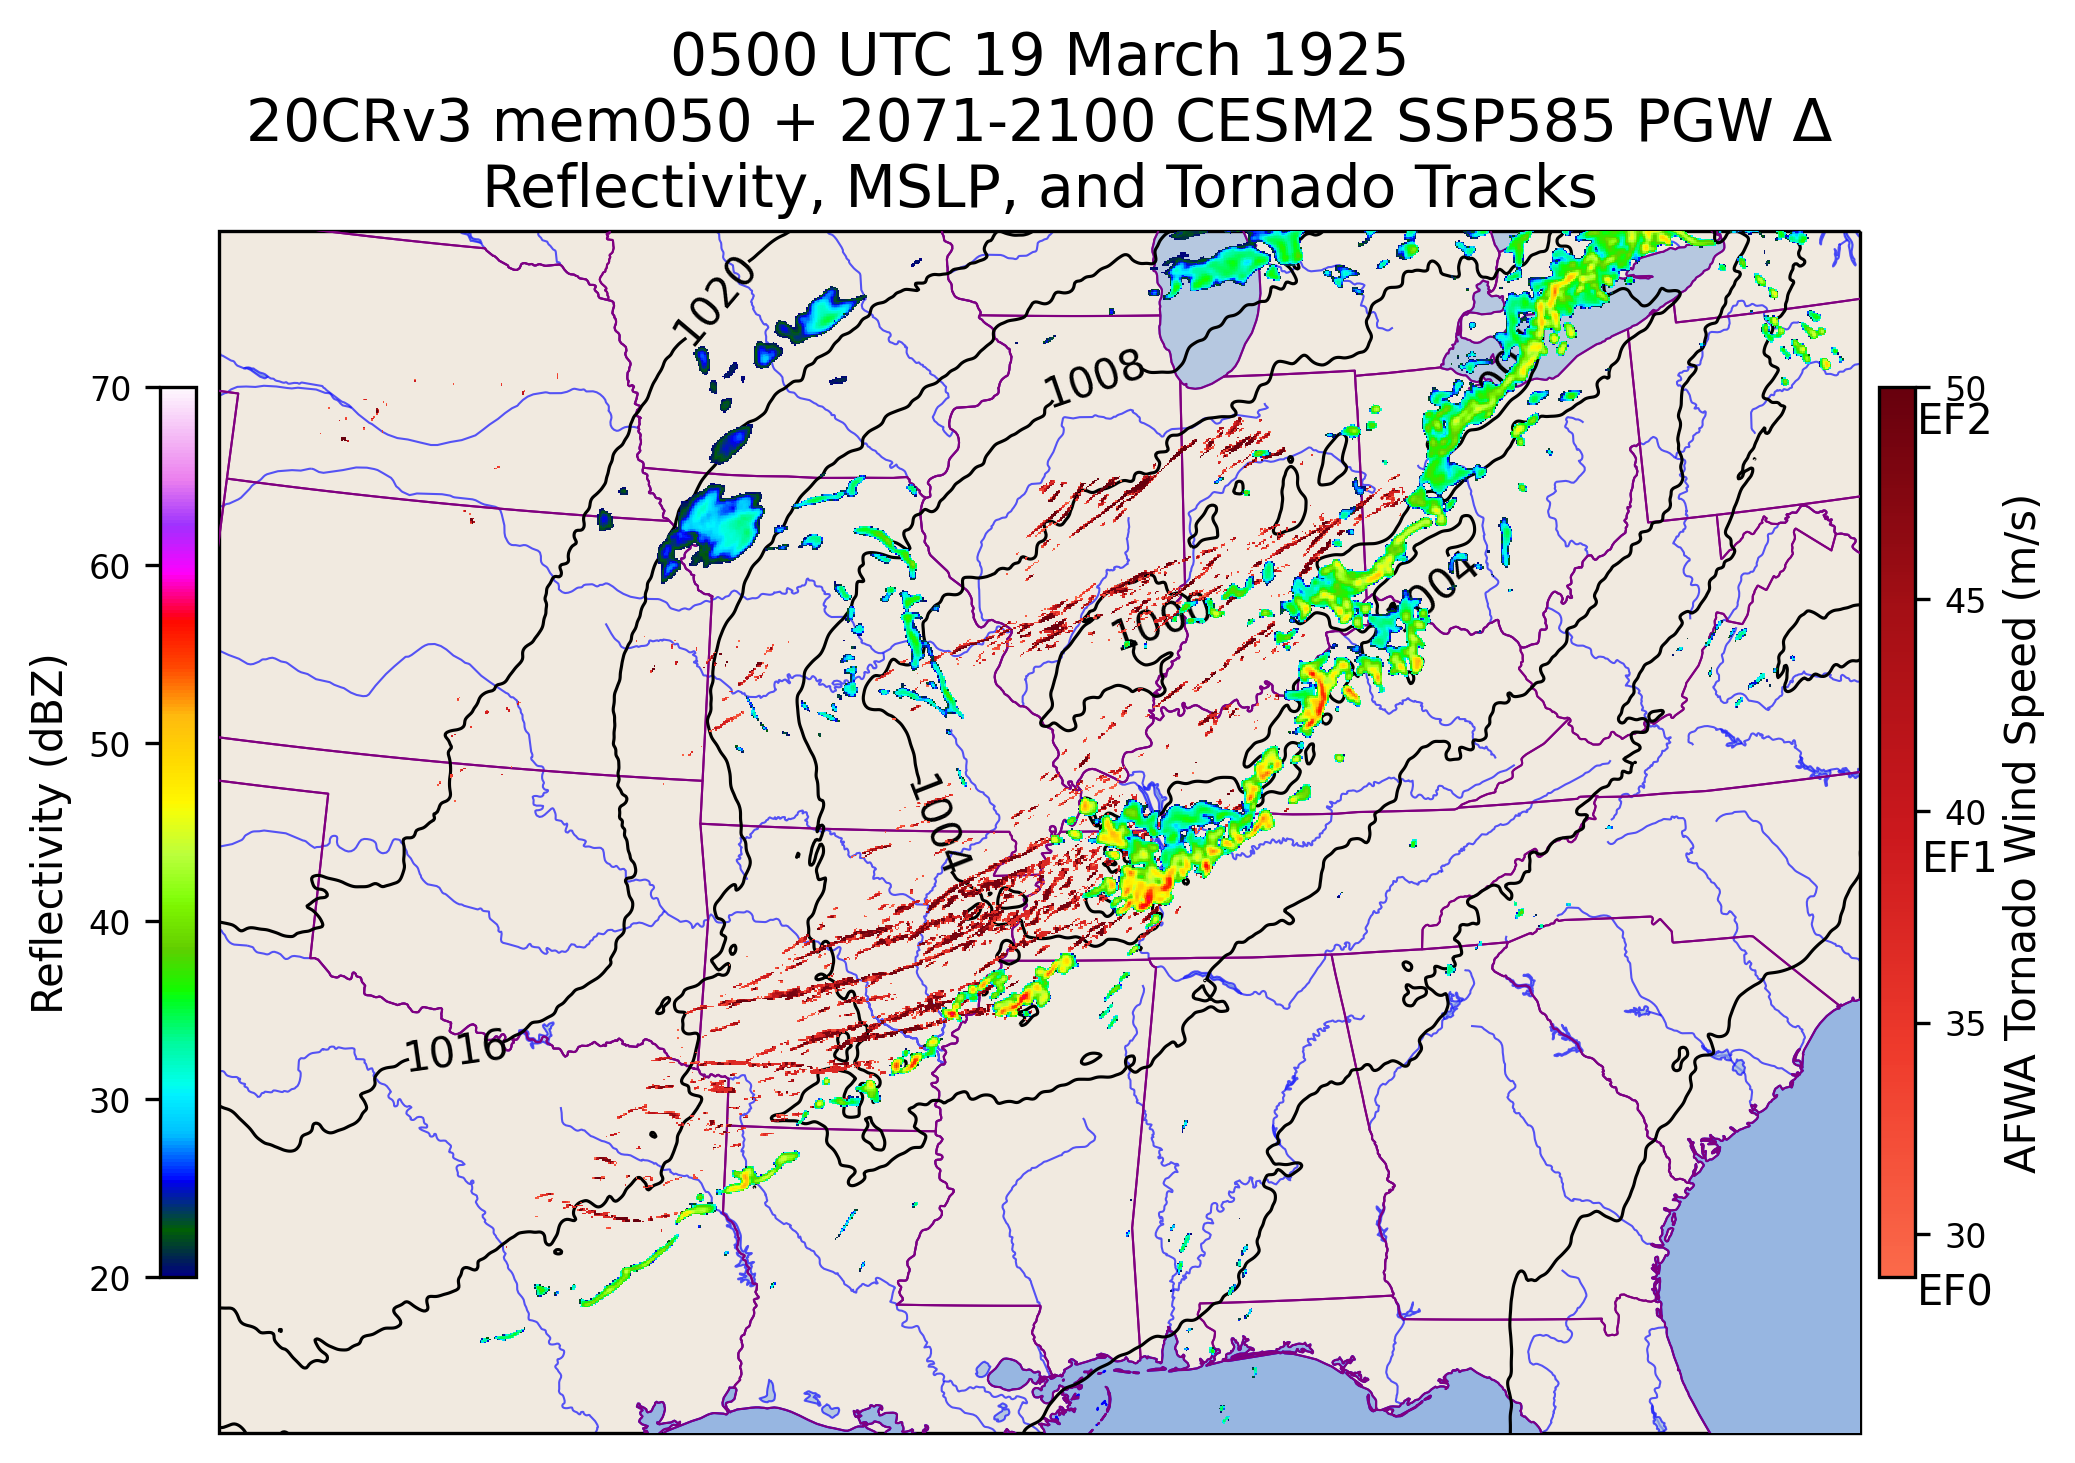 0500 UTC 19 March 1925
20CRv3 mem050 + 2071-2100 CESM2 SSP585 PGW Δ
Reflectivity, MSLP, and Tornado Tracks
1020
1008
1004
1000
1004
1016
70
60
50
40
30
20
Reflectivity (dBZ)
50
EF2
45
40
EF1
35
30
EF0
AFWA Tornado Wind Speed (m/s)